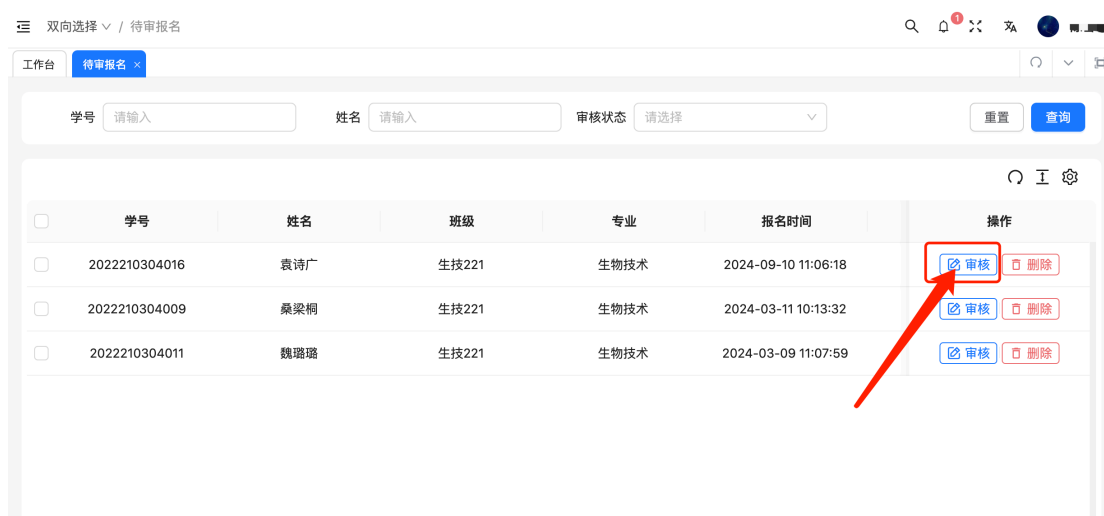 双向选择 / 待审报名
1
工作台 待审报名 ×
学号 请输入 姓名 请输入 审核状态 请选择 重置 查询
学号 姓名 班级 专业 报名时间 操作
2022210304016 袁诗广 生技221 生物技术 2024-09-10 11:06:18 审核 删除
2022210304009 桑梁桐 生技221 生物技术 2024-03-11 10:13:32 审核 删除
2022210304011 魏璐璐 生技221 生物技术 2024-03-09 11:07:59 审核 删除